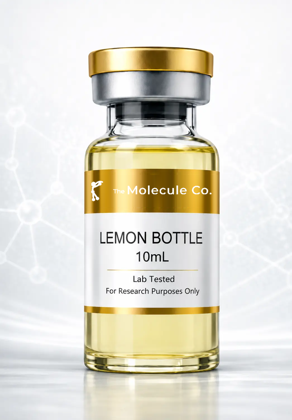 The Molecule Co.
LEMON BOTTLE
10mL
Lab Tested
For Research Purposes Only